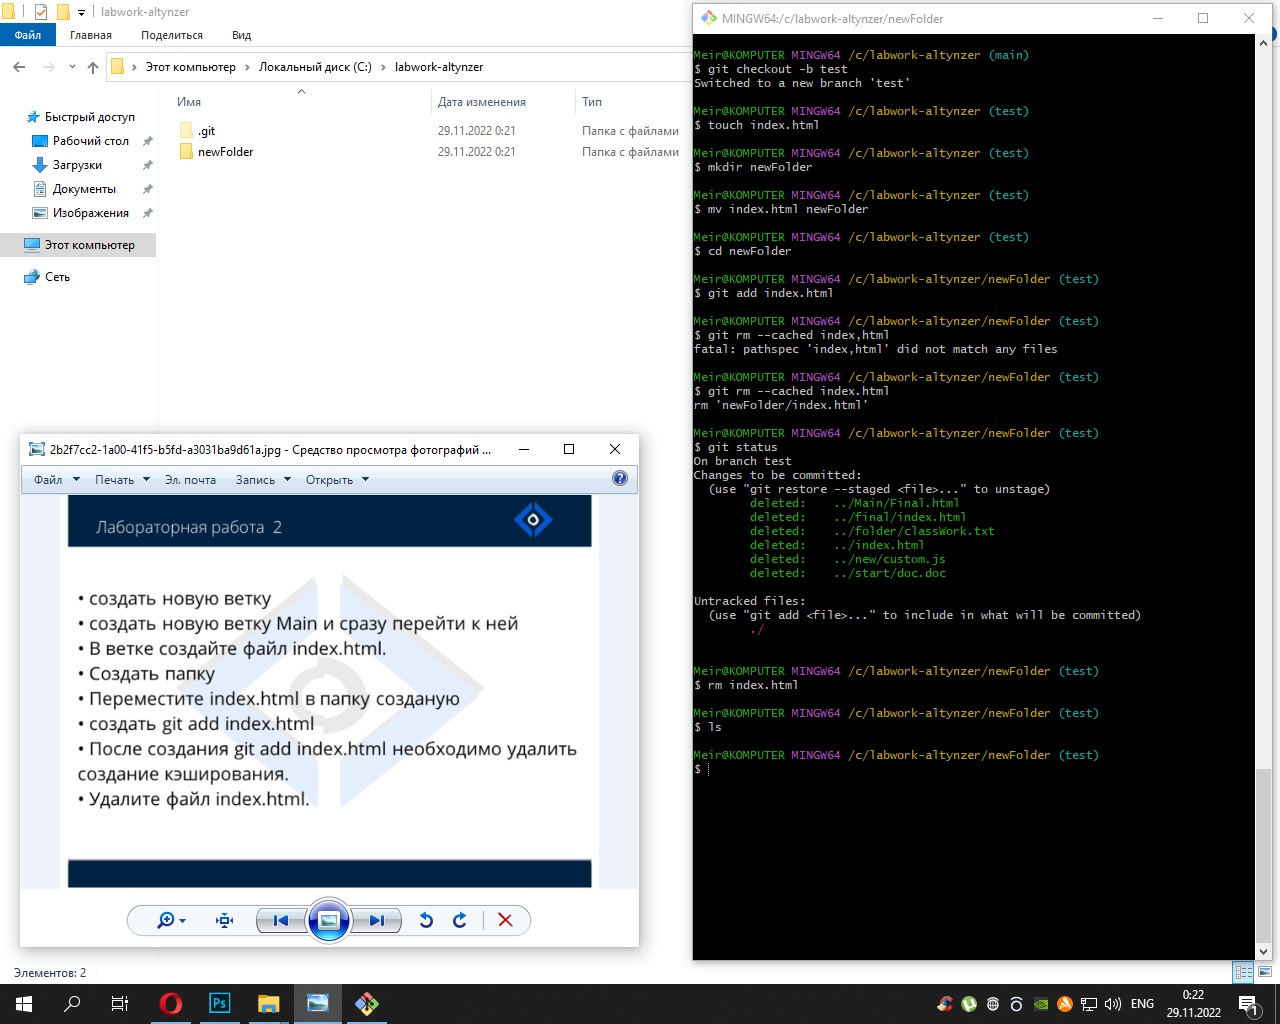 labwork-altynzer
Файл
Главная
Поделиться
Вид
Этот компьютер
Локальный диск (C:)
labwork-altynzer
Быстрый доступ
Рабочий стол
Загрузки
Документы
Изображения
Этот компьютер
Сеть
Имя
Дата изменения
Тип
.git
29.11.2022 0:21
Папка с файлами
newFolder
29.11.2022 0:21
Папка с файлами
2b2f7cc2-1a00-41f5-b5fd-a3031ba9d61a.jpg - Средство просмотра фотографий ...
Файл
Печать
Эл. почта
Запись
Открыть
Лабораторная работа 2
• создать новую ветку
• создать новую ветку Main и сразу перейти к ней
• В ветке создайте файл index.html.
• Создать папку
• Переместите index.html в папку созданую
• создать git add index.html
• После создания git add index.html необходимо удалить
создание кэширования.
• Удалите файл index.html.
Элементов: 2
MINGW64:/c/labwork-altynzer/newFolder
Meir@KOMPUTER MINGW64 /c/labwork-altynzer (main)
$ git checkout -b test
Switched to a new branch 'test'
Meir@KOMPUTER MINGW64 /c/labwork-altynzer (test)
$ touch index.html
Meir@KOMPUTER MINGW64 /c/labwork-altynzer (test)
$ mkdir newFolder
Meir@KOMPUTER MINGW64 /c/labwork-altynzer (test)
$ mv index.html newFolder
Meir@KOMPUTER MINGW64 /c/labwork-altynzer (test)
$ cd newFolder
Meir@KOMPUTER MINGW64 /c/labwork-altynzer/newFolder (test)
$ git add index.html
Meir@KOMPUTER MINGW64 /c/labwork-altynzer/newFolder (test)
$ git rm --cached index,html
fatal: pathspec 'index,html' did not match any files
Meir@KOMPUTER MINGW64 /c/labwork-altynzer/newFolder (test)
$ git rm --cached index.html
rm 'newFolder/index.html'
Meir@KOMPUTER MINGW64 /c/labwork-altynzer/newFolder (test)
$ git status
On branch test
Changes to be committed:
(use "git restore --staged <file>..." to unstage)
deleted: ../Main/Final.html
deleted: ../final/index.html
deleted: ../folder/classWork.txt
deleted: ../index.html
deleted: ../new/custom.js
deleted: ../start/doc.doc
Untracked files:
(use "git add <file>..." to include in what will be committed)
./
Meir@KOMPUTER MINGW64 /c/labwork-altynzer/newFolder (test)
$ rm index.html
Meir@KOMPUTER MINGW64 /c/labwork-altynzer/newFolder (test)
$ ls
Meir@KOMPUTER MINGW64 /c/labwork-altynzer/newFolder (test)
$
Ps
ENG
0:22
29.11.2022
1